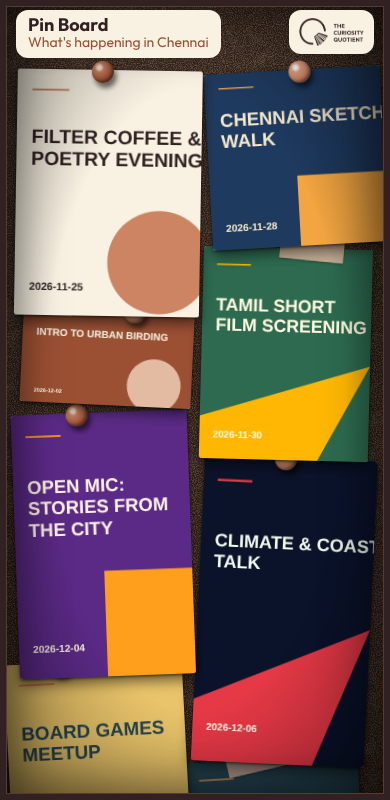 Pin Board
What's happening in Chennai
THE
CURIOSITY
QUOTIENT
FILTER COFFEE &
POETRY EVENING
2026-11-25
CHENNAI SKETCH
WALK
2026-11-28
INTRO TO URBAN BIRDING
2026-12-02
TAMIL SHORT
FILM SCREENING
2026-11-30
OPEN MIC:
STORIES FROM
THE CITY
2026-12-04
CLIMATE & COAST
TALK
2026-12-06
BOARD GAMES
MEETUP